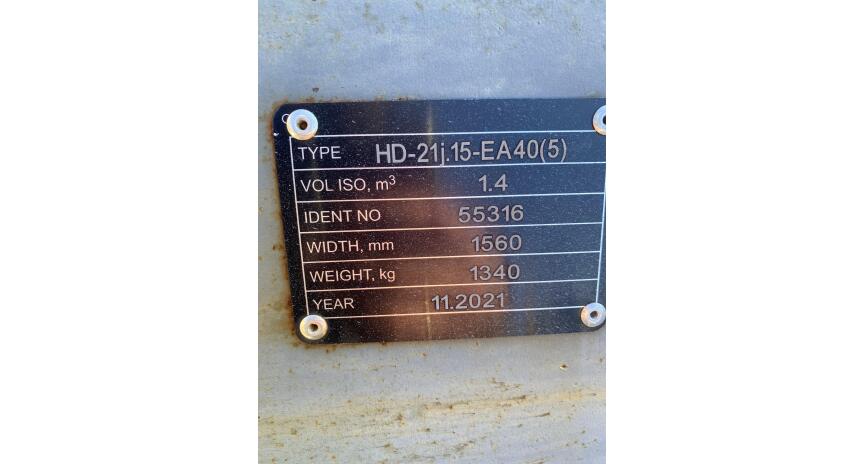 TYPE HD-21j.15-EA40(5)
VOL ISO, m³ 1.4
IDENT NO 55316
WIDTH, mm 1560
WEIGHT, kg 1340
YEAR 11.2021